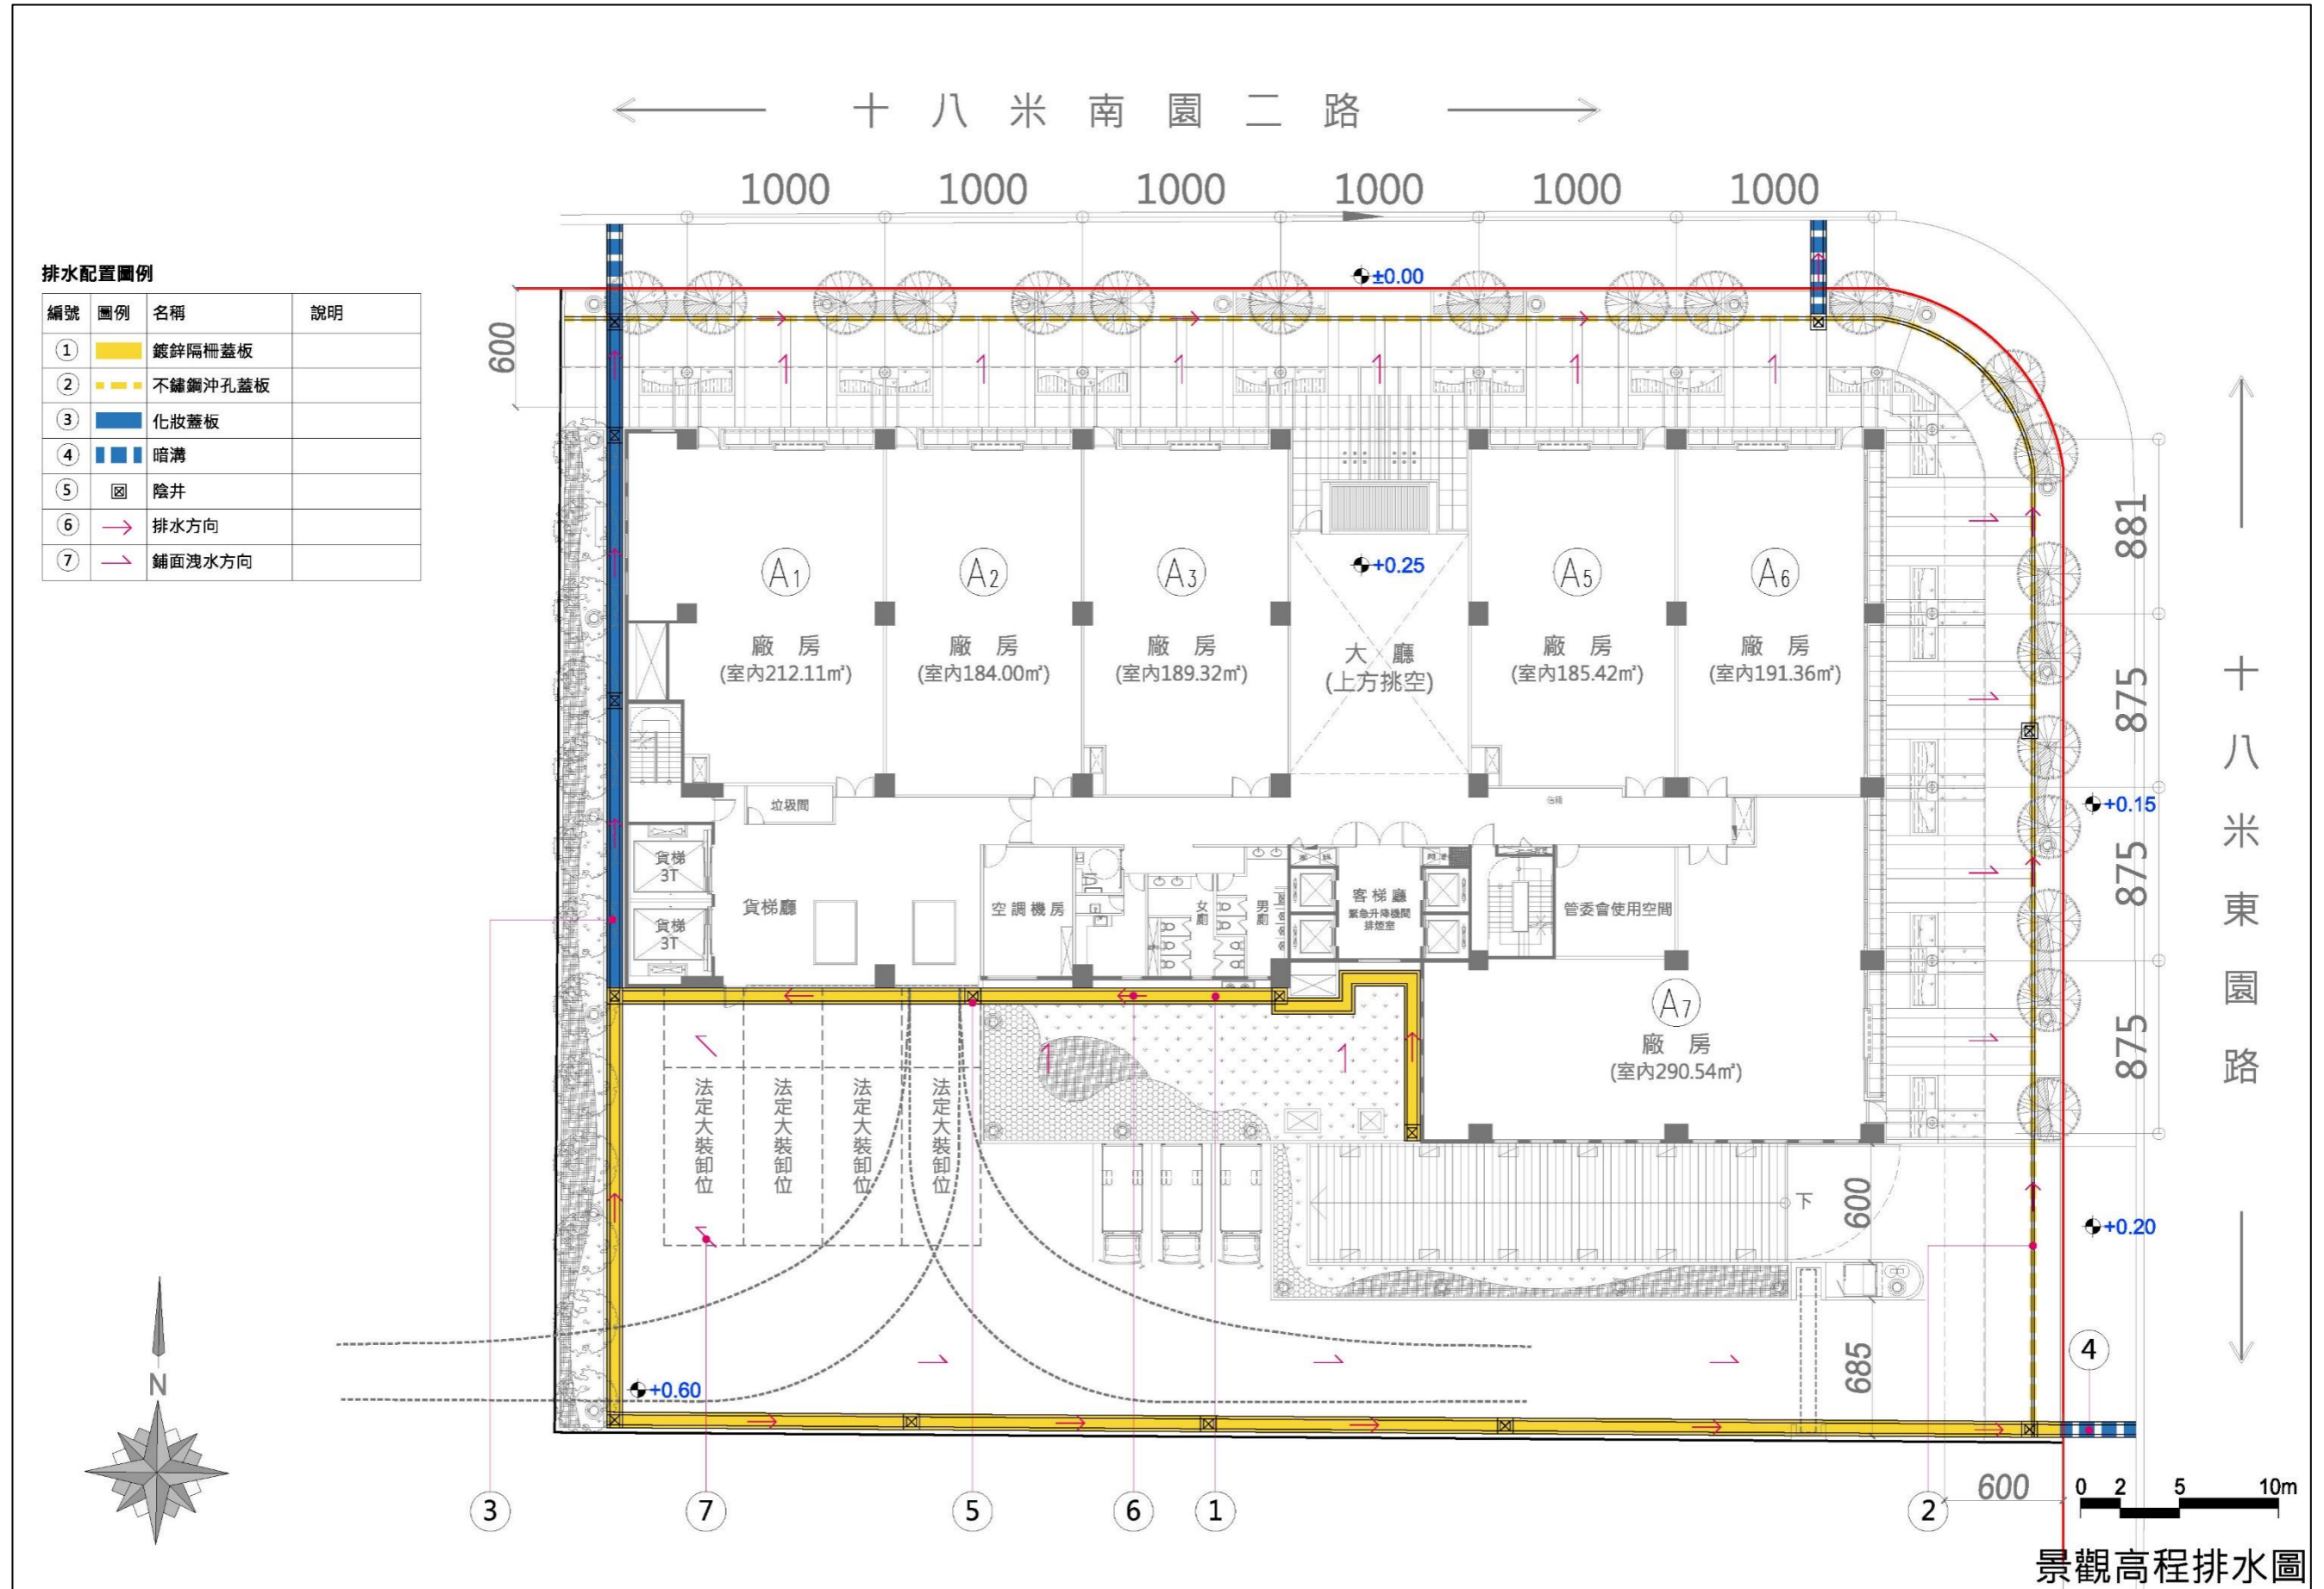 十八米南園二路
1000 1000 1000 1000 1000 1000
排水配置圖例
編號 圖例 名稱 說明
1 鍍鋅隔柵蓋板
2 不鏽鋼沖孔蓋板
3 化妝蓋板
4 暗溝
5 陰井
6 排水方向
7 鋪面洩水方向
±0.00
600
881
875
875
875
十八米東園路
A1 A2 A3 A5 A6
+0.25
廠房 廠房 廠房 大廳 廠房 廠房
(室內212.11㎡) (室內184.00㎡) (室內189.32㎡) (上方挑空) (室內185.42㎡) (室內191.36㎡)
垃圾間
+0.15
貨梯
3T
貨梯
3T
貨梯廳
空調機房
女廁
男廁
客梯廳
緊急升降機間
排煙室
管委會使用空間
A7
廠房
(室內290.54㎡)
法定大裝卸位
法定大裝卸位
法定大裝卸位
法定大裝卸位
下
600
+0.20
685
+0.60
4
N
3 7 5 6 1 2
600
0 2 5 10m
景觀高程排水圖